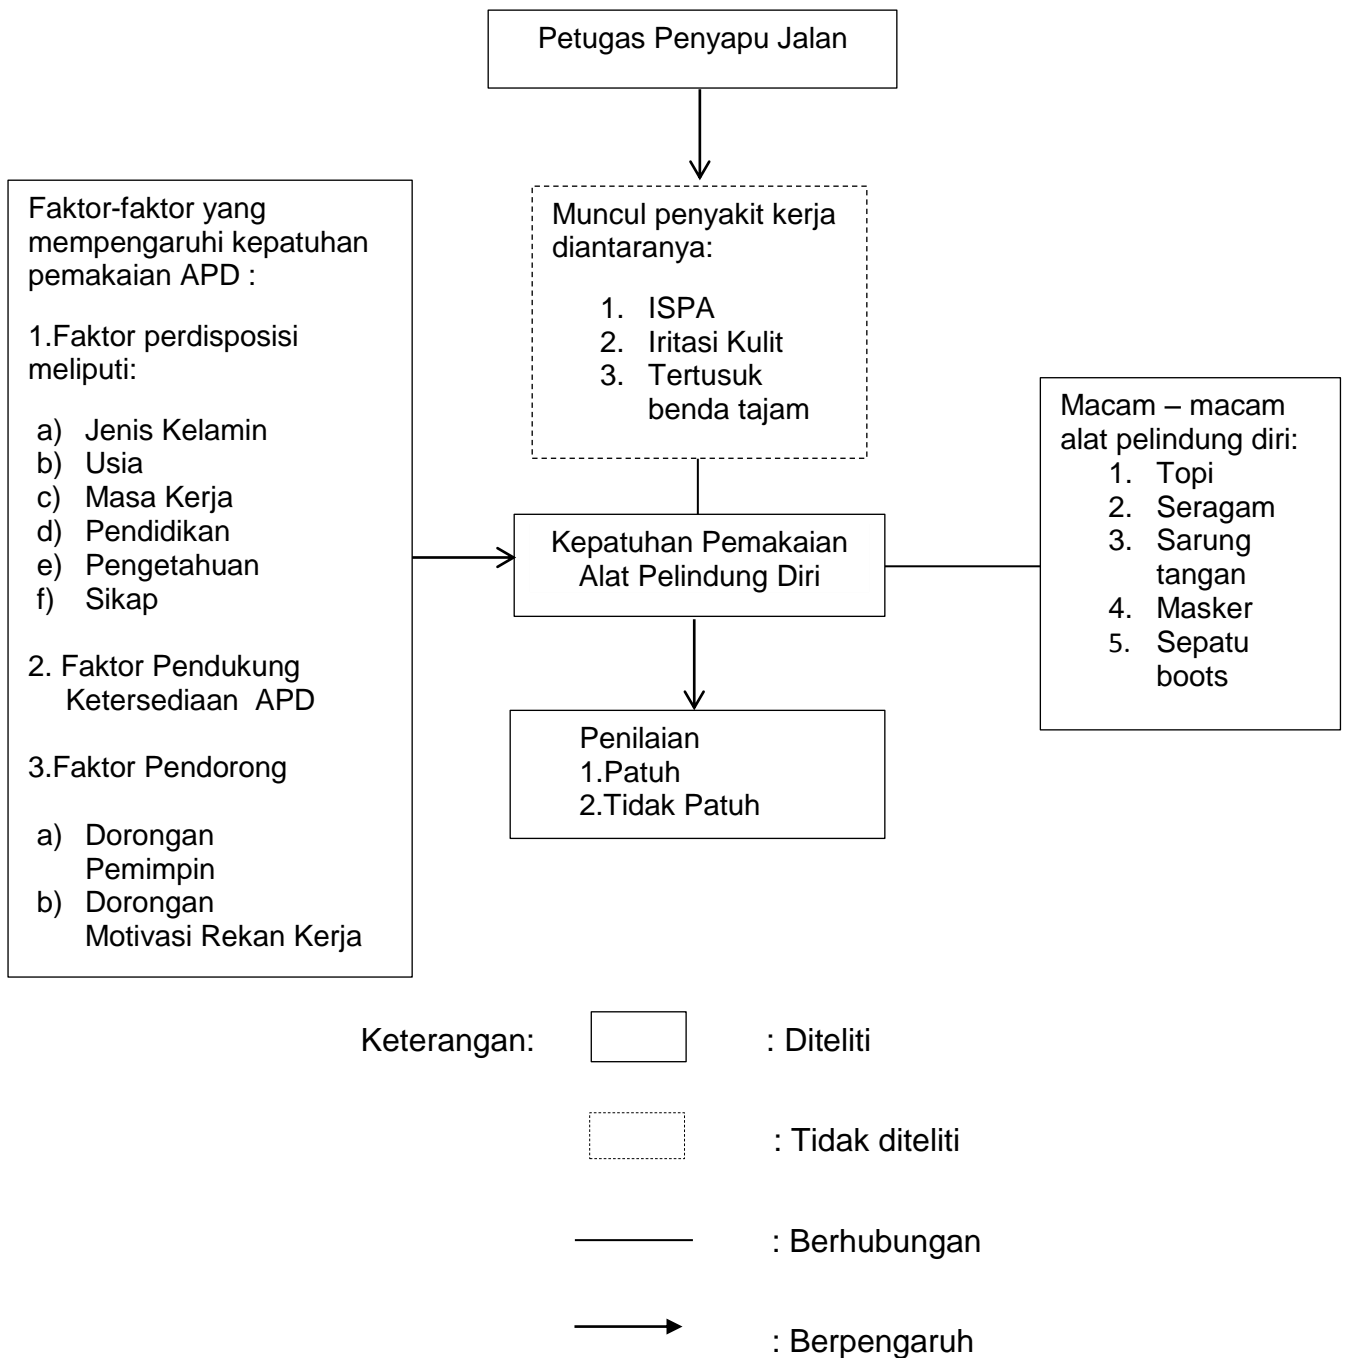 Petugas Penyapu Jalan
Faktor-faktor yang
mempengaruhi kepatuhan
pemakaian APD :
1.Faktor perdisposisi
meliputi:
a) Jenis Kelamin
b) Usia
c) Masa Kerja
d) Pendidikan
e) Pengetahuan
f) Sikap
2. Faktor Pendukung
Ketersediaan APD
3.Faktor Pendorong
a) Dorongan
Pemimpin
b) Dorongan
Motivasi Rekan Kerja
Muncul penyakit kerja
diantaranya:
1. ISPA
2. Iritasi Kulit
3. Tertusuk
benda tajam
Kepatuhan Pemakaian
Alat Pelindung Diri
Penilaian
1.Patuh
2.Tidak Patuh
Macam – macam
alat pelindung diri:
1. Topi
2. Seragam
3. Sarung
tangan
4. Masker
5. Sepatu
boots
Keterangan: : Diteliti
: Tidak diteliti
: Berhubungan
: Berpengaruh